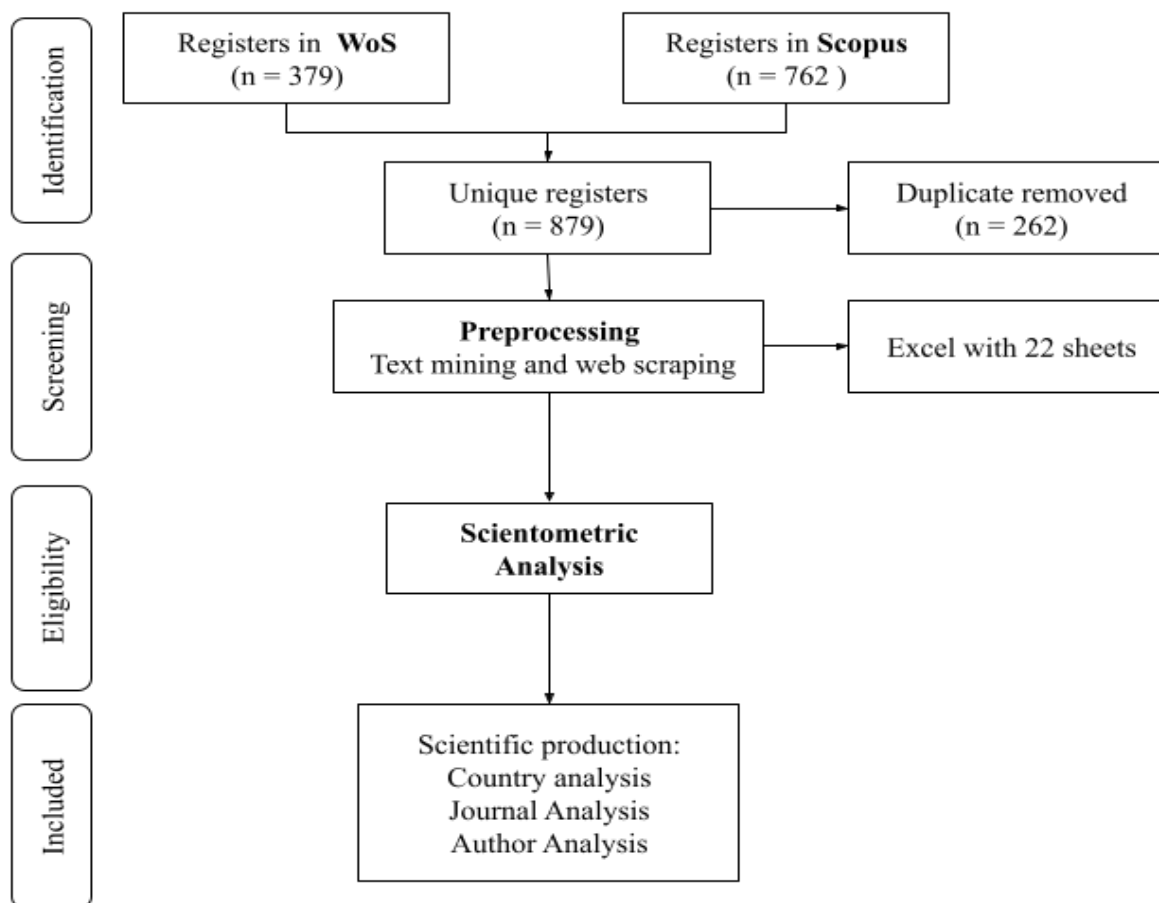 Identification
Registers in WoS
(n = 379)
Registers in Scopus
(n = 762 )
Unique registers
(n = 879)
Duplicate removed
(n = 262)
Screening
Preprocessing
Text mining and web scraping
Excel with 22 sheets
Eligibility
Scientometric
Analysis
Included
Scientific production:
Country analysis
Journal Analysis
Author Analysis